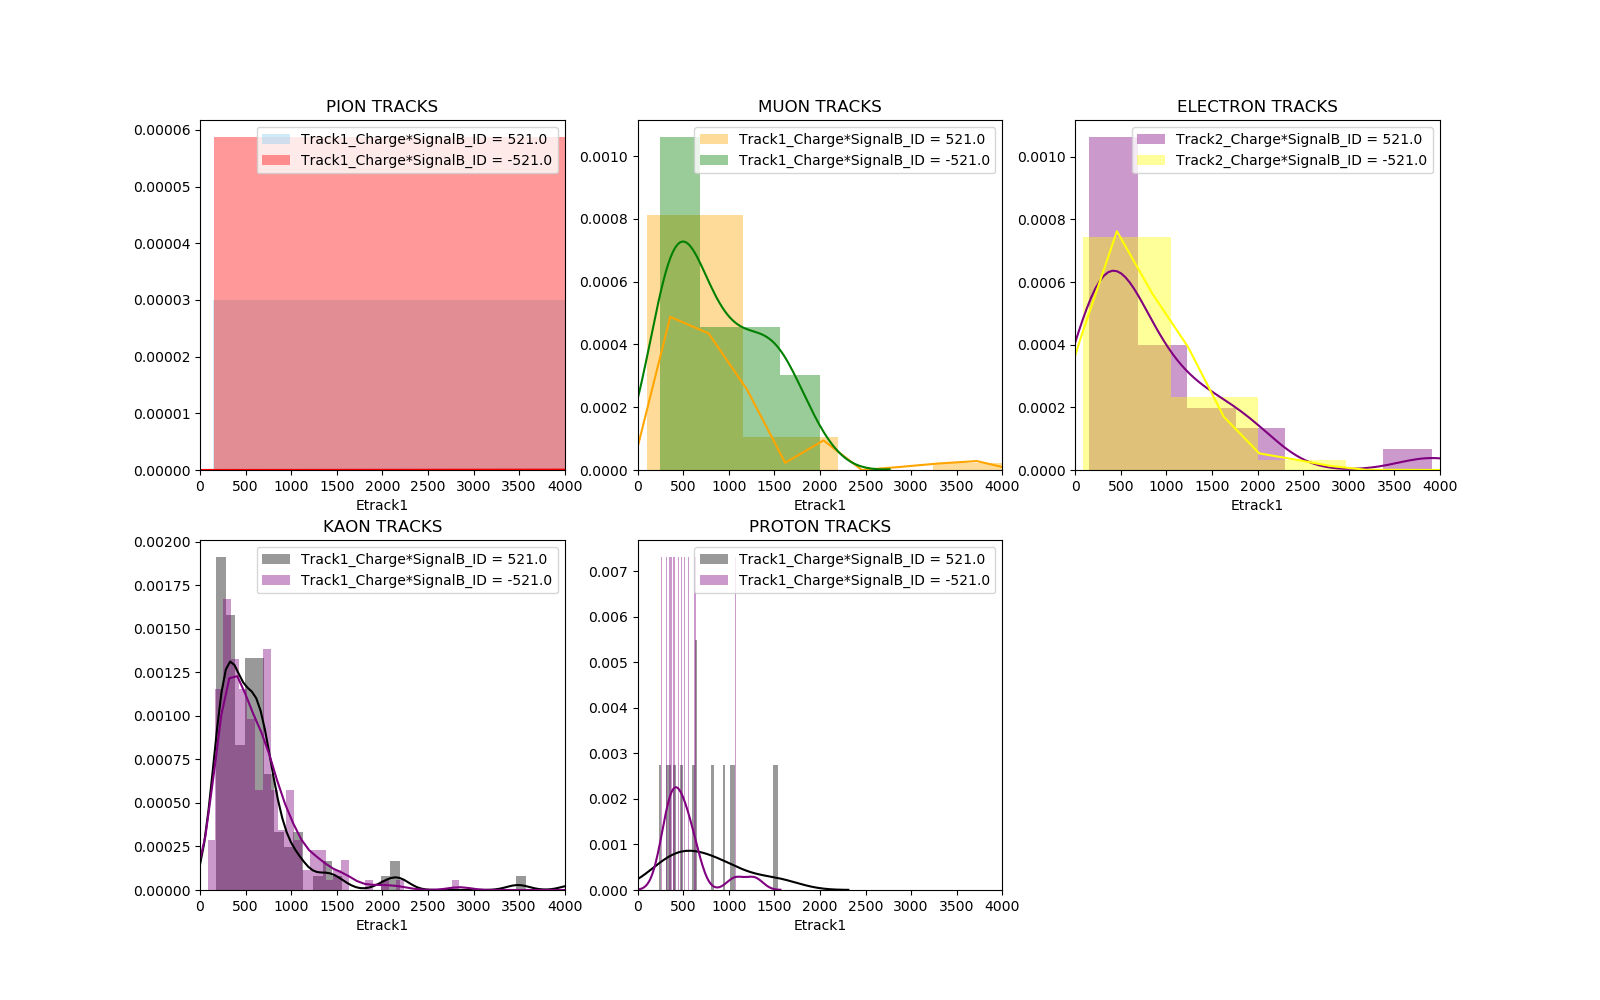 PION TRACKS
0.00006
0.00005
0.00004
0.00003
0.00002
0.00001
0.00000
Track1_Charge*SignalB_ID = 521.0
Track1_Charge*SignalB_ID = -521.0
0 500 1000 1500 2000 2500 3000 3500 4000
Etrack1
MUON TRACKS
0.0010
0.0008
0.0006
0.0004
0.0002
0.0000
Track1_Charge*SignalB_ID = 521.0
Track1_Charge*SignalB_ID = -521.0
0 500 1000 1500 2000 2500 3000 3500 4000
Etrack1
ELECTRON TRACKS
0.0010
0.0008
0.0006
0.0004
0.0002
0.0000
Track2_Charge*SignalB_ID = 521.0
Track2_Charge*SignalB_ID = -521.0
0 500 1000 1500 2000 2500 3000 3500 4000
Etrack1
KAON TRACKS
0.00200
0.00175
0.00150
0.00125
0.00100
0.00075
0.00050
0.00025
0.00000
Track1_Charge*SignalB_ID = 521.0
Track1_Charge*SignalB_ID = -521.0
0 500 1000 1500 2000 2500 3000 3500 4000
Etrack1
PROTON TRACKS
0.007
0.006
0.005
0.004
0.003
0.002
0.001
0.000
Track1_Charge*SignalB_ID = 521.0
Track1_Charge*SignalB_ID = -521.0
0 500 1000 1500 2000 2500 3000 3500 4000
Etrack1